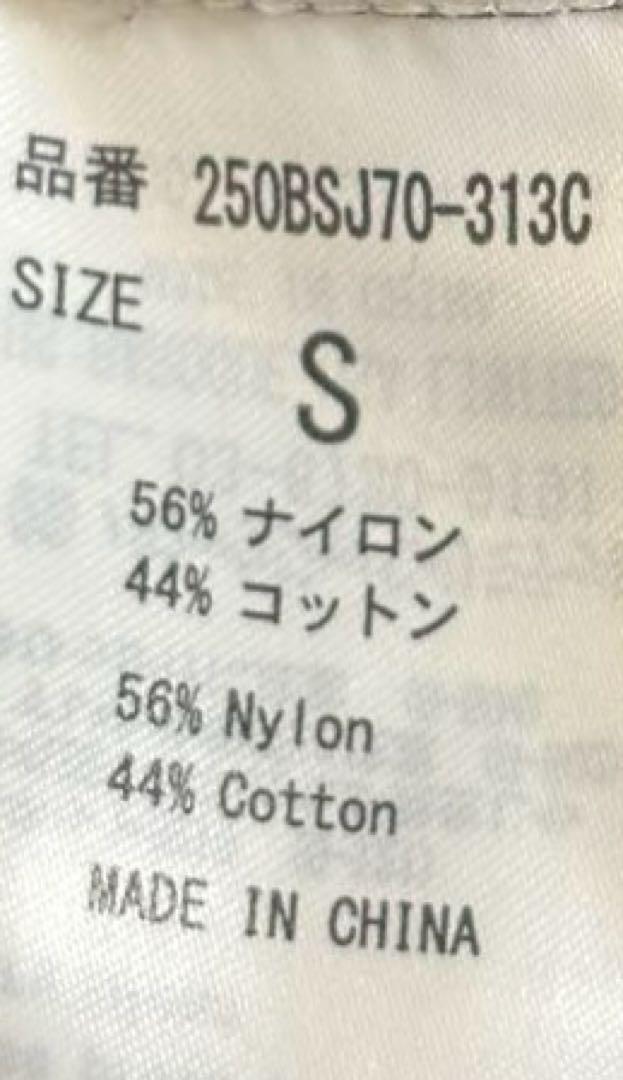 品番 250BSJ70-313C
SIZE
S
56% ナイロン
44% コットン
56% Nylon
44% Cotton
MADE IN CHINA